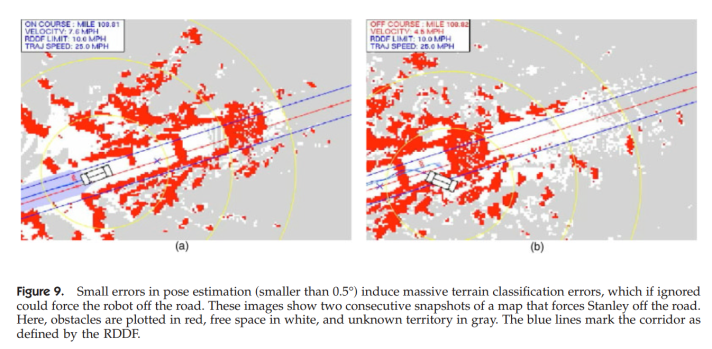 ON COURSE : MILE 109.81
VELOCITY: 7.6 MPH
RDDF LIMIT: 10.0 MPH
TRAJ SPEED: 25.0 MPH
OFF COURSE : MILE 109.82
VELOCITY: 4.5 MPH
RDDF LIMIT: 10.0 MPH
TRAJ SPEED: 25.0 MPH
(a)
(b)
Figure 9. Small errors in pose estimation (smaller than 0.5°) induce massive terrain classification errors, which if ignored
could force the robot off the road. These images show two consecutive snapshots of a map that forces Stanley off the road.
Here, obstacles are plotted in red, free space in white, and unknown territory in gray. The blue lines mark the corridor as
defined by the RDDF.